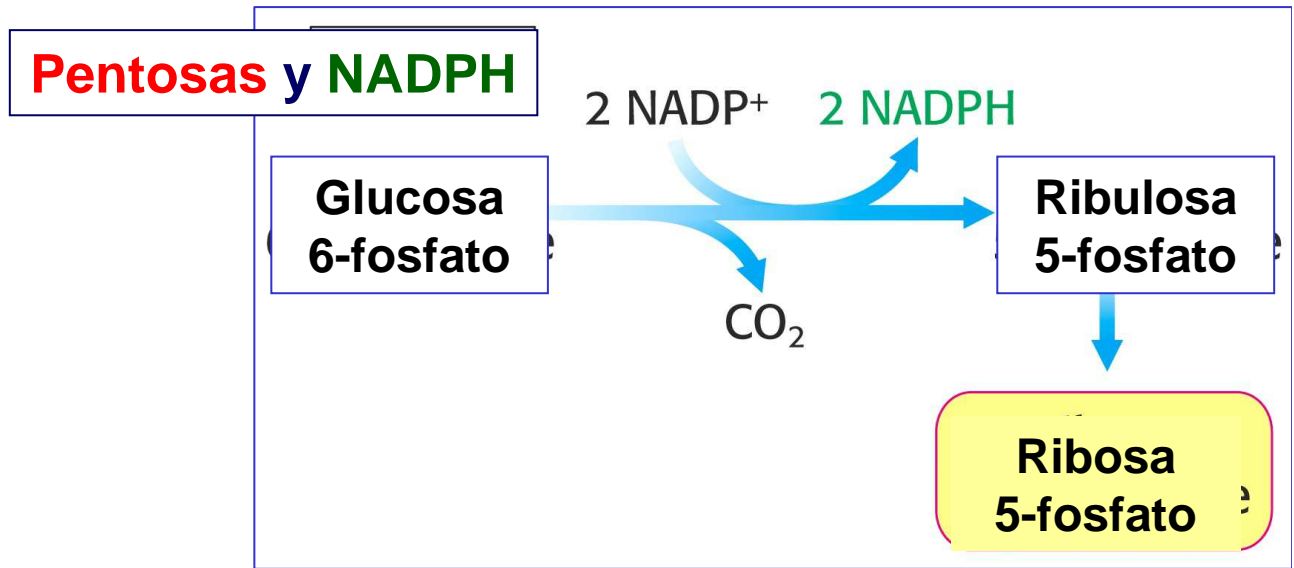 Pentosas y NADPH
2 NADP⁺ 2 NADPH
Glucosa
6-fosfato
Ribulosa
5-fosfato
CO₂
Ribosa
5-fosfato